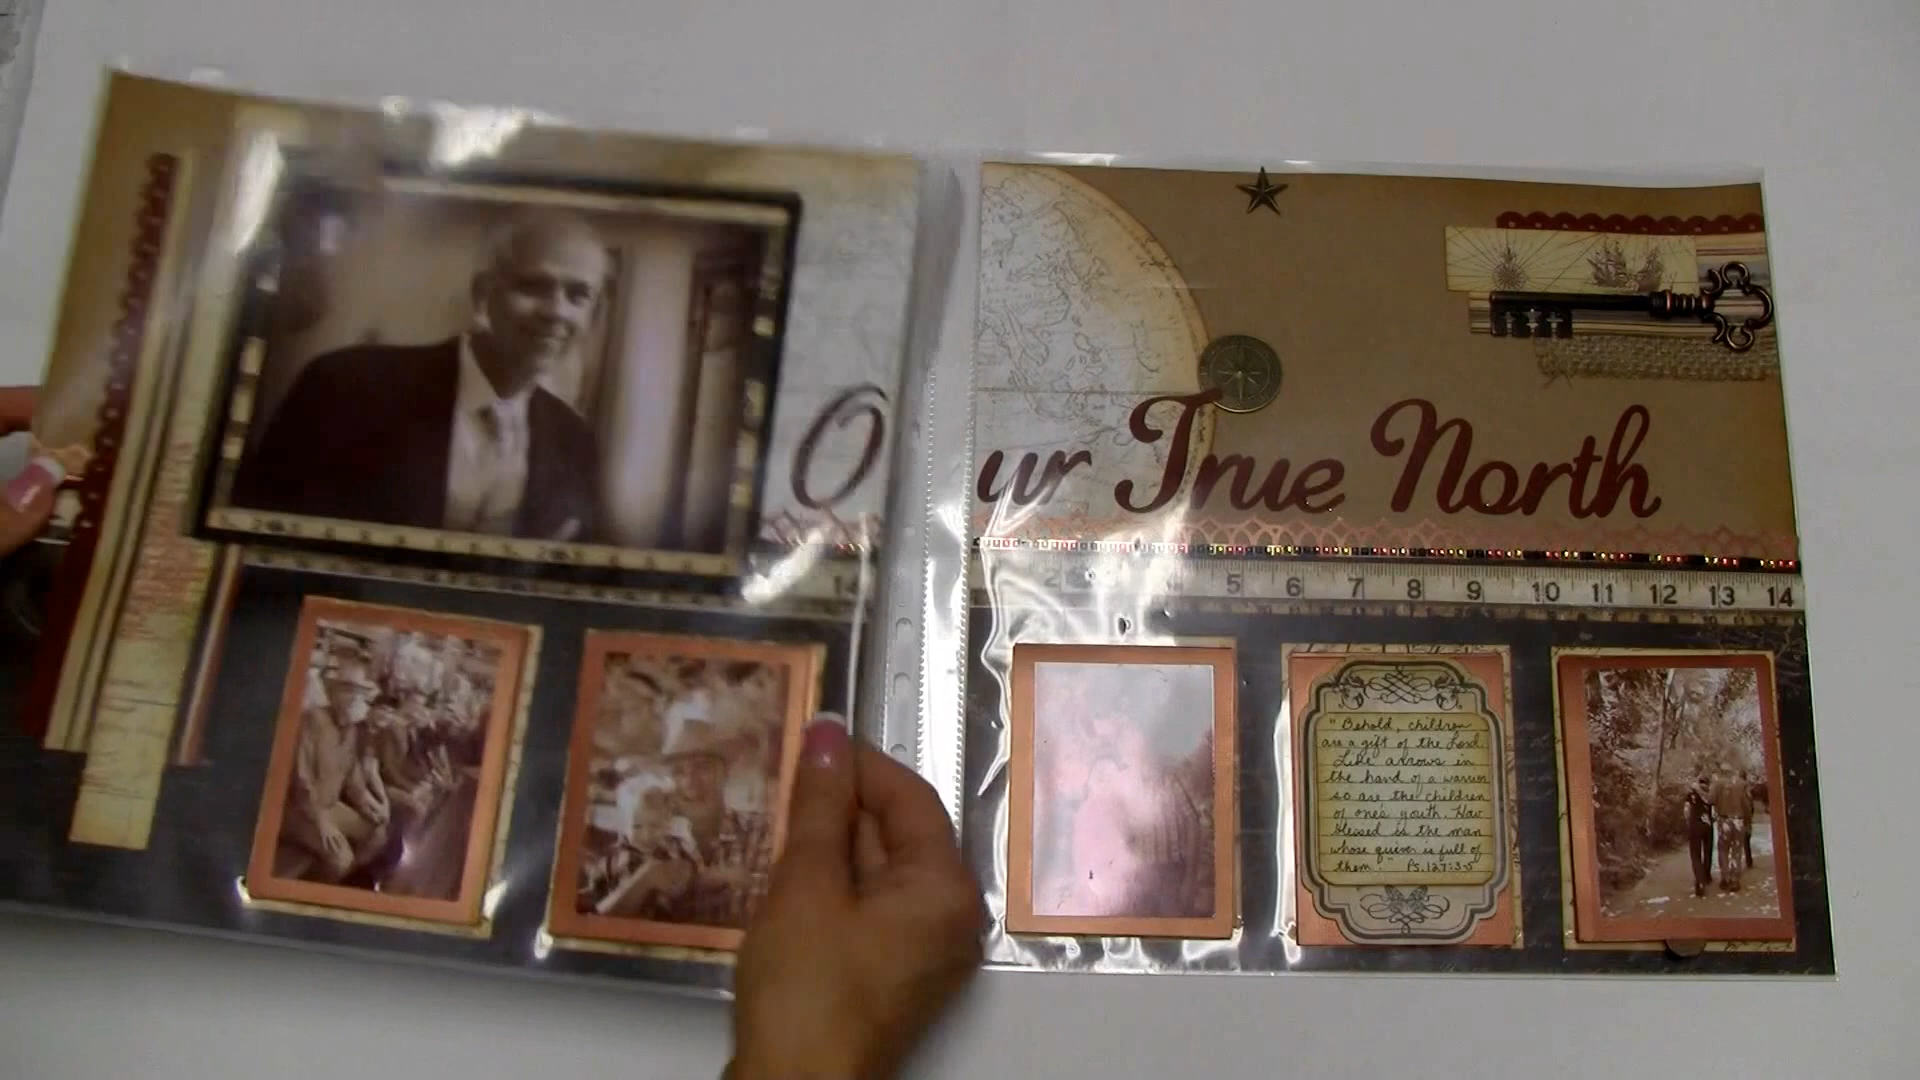 Our True North
14
5 6 7 8 9 10 11 12 13 14
" Behold, children
are a gift of the Lord.
Like arrows in
the hand of a warrior
so are the children
of one's youth. How
blessed is the man
whose quiver is full of
them." Ps. 127:3-5